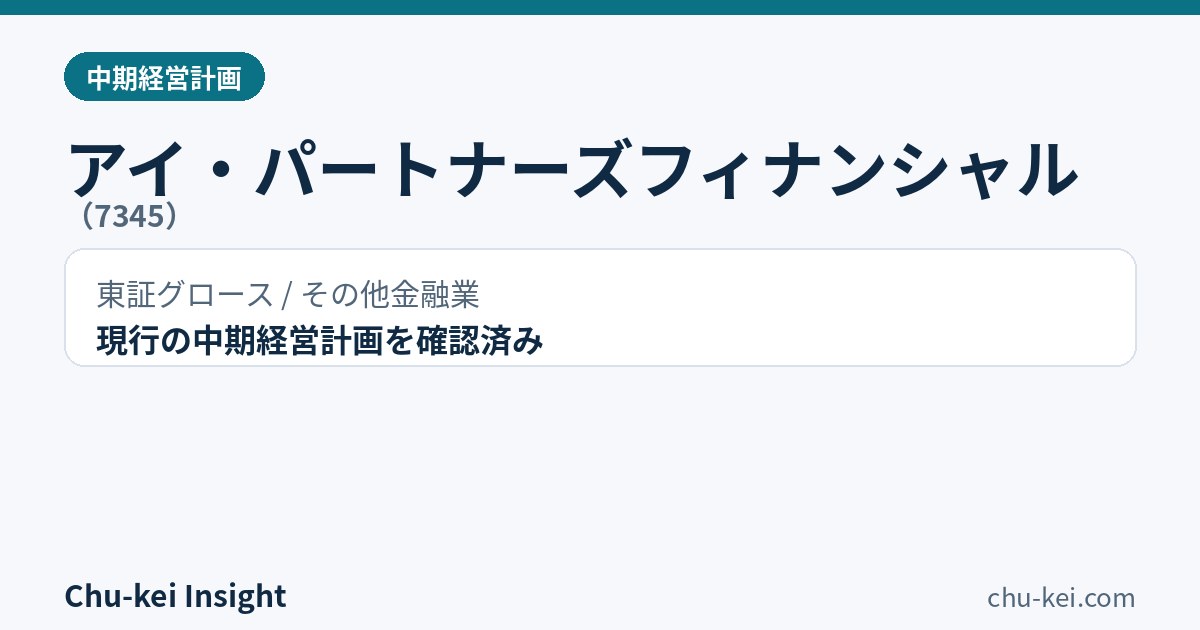 中期経営計画
アイ・パートナーズフィナンシャル
（7345）
東証グロース / その他金融業
現行の中期経営計画を確認済み
Chu-kei Insight
chu-kei.com